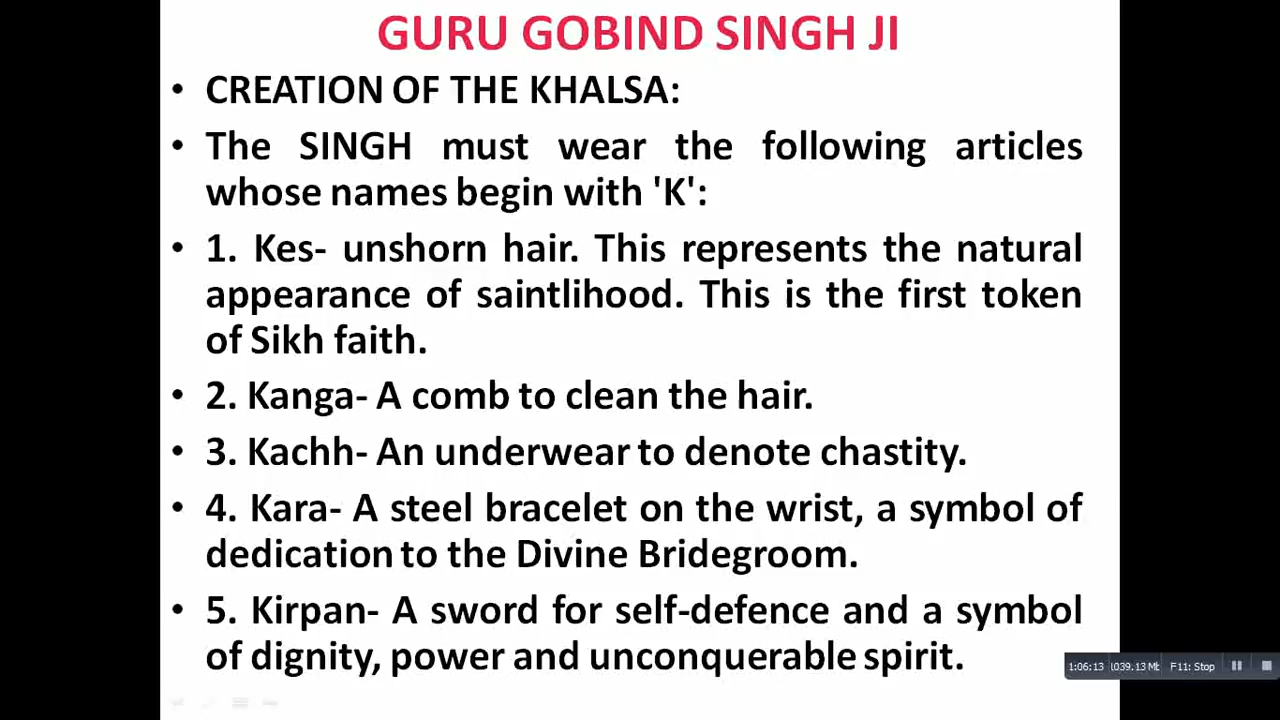 GURU GOBIND SINGH JI
• CREATION OF THE KHALSA:
• The SINGH must wear the following articles
whose names begin with 'K':
• 1. Kes- unshorn hair. This represents the natural
appearance of saintlihood. This is the first token
of Sikh faith.
• 2. Kanga- A comb to clean the hair.
• 3. Kachh- An underwear to denote chastity.
• 4. Kara- A steel bracelet on the wrist, a symbol of
dedication to the Divine Bridegroom.
• 5. Kirpan- A sword for self-defence and a symbol
of dignity, power and unconquerable spirit.
1:06:13 F11: Stop